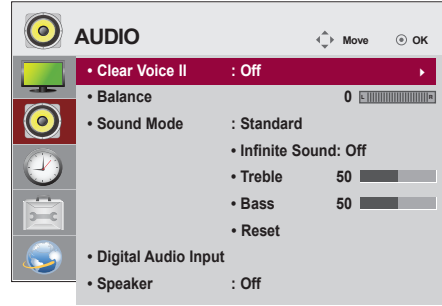 AUDIO
Move
OK
• Clear Voice II : Off
• Balance 0 L R
• Sound Mode : Standard
• Infinite Sound: Off
• Treble 50
• Bass 50
• Reset
• Digital Audio Input
• Speaker : Off